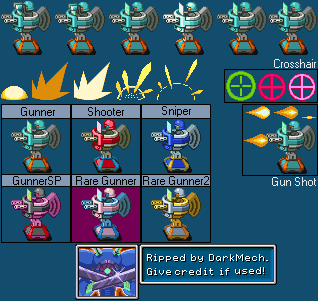 Crosshair
Gunner
Shooter
Sniper
Gun Shot
GunnerSP
Rare Gunner
Rare Gunner2
Ripped by DarkMech.
Give credit if used!